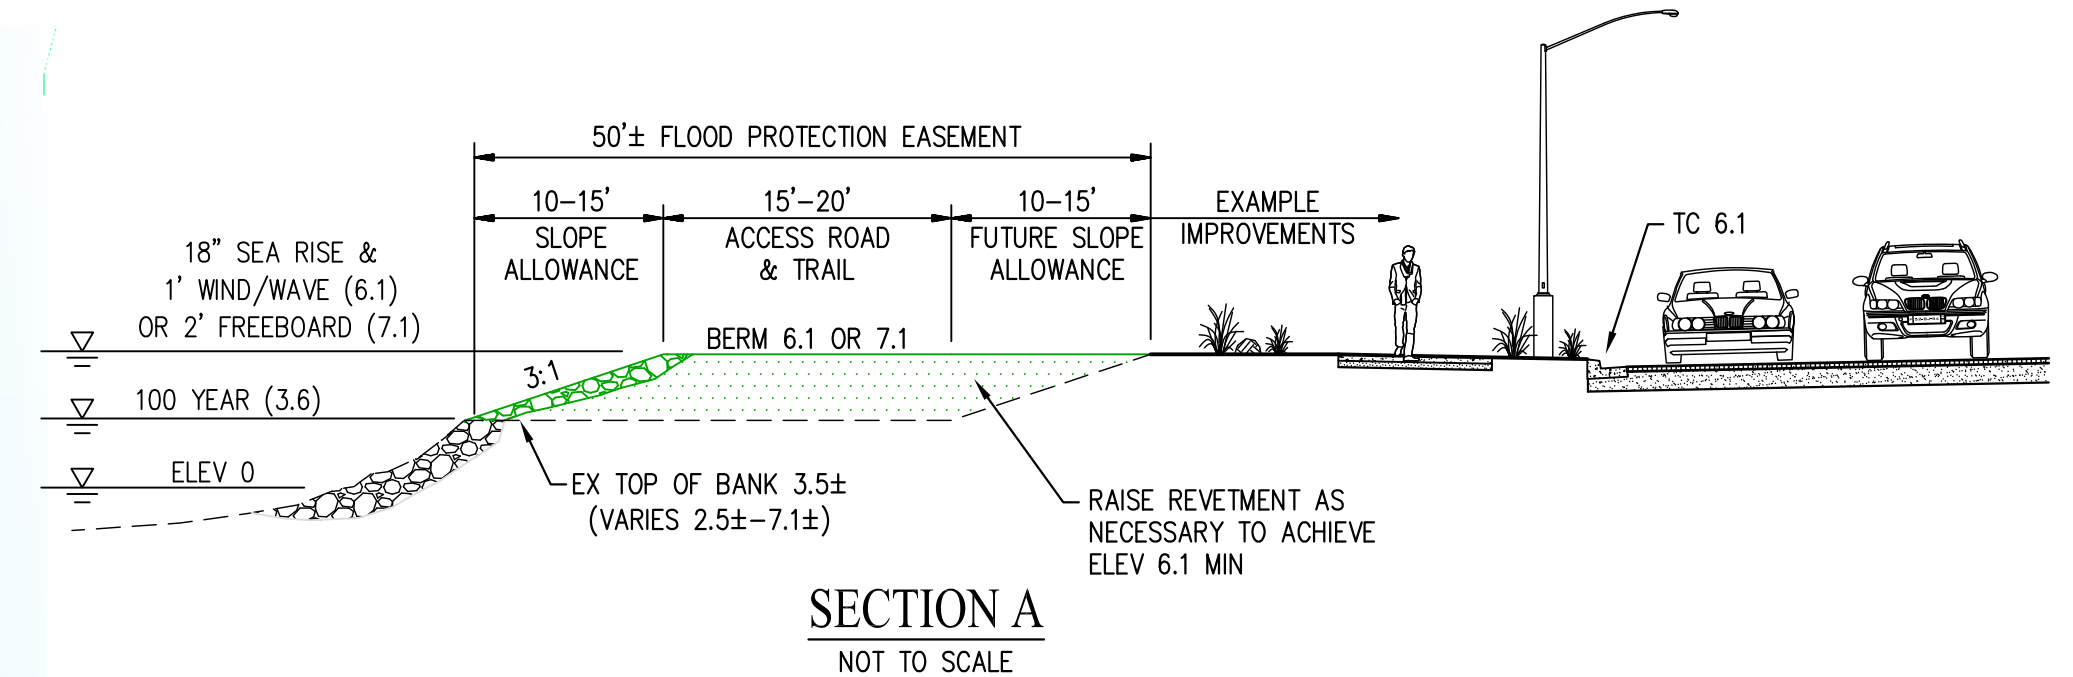 50'± FLOOD PROTECTION EASEMENT
10–15'
15'–20'
10–15'
EXAMPLE
IMPROVEMENTS
SLOPE
ALLOWANCE
ACCESS ROAD
& TRAIL
FUTURE SLOPE
ALLOWANCE
TC 6.1
18" SEA RISE &
1' WIND/WAVE (6.1)
OR 2' FREEBOARD (7.1)
BERM 6.1 OR 7.1
3:1
100 YEAR (3.6)
ELEV 0
EX TOP OF BANK 3.5±
(VARIES 2.5±–7.1±)
RAISE REVETMENT AS
NECESSARY TO ACHIEVE
ELEV 6.1 MIN
SECTION A
NOT TO SCALE